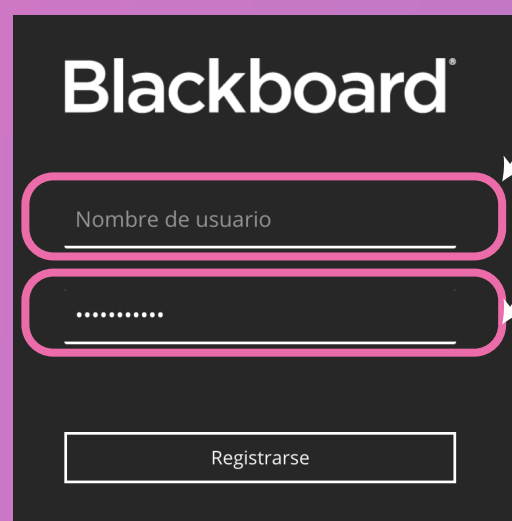 Blackboard®
Nombre de usuario
•••••••••••
Registrarse